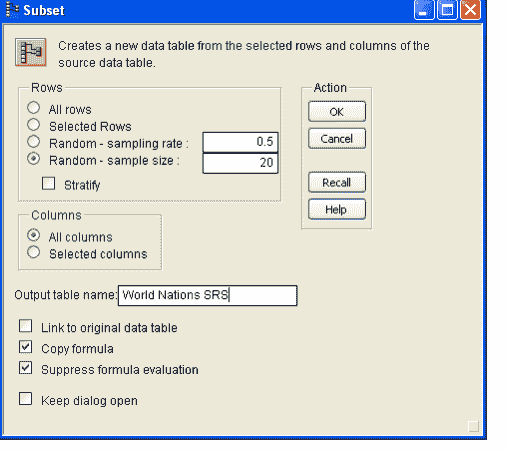 Subset
Creates a new data table from the selected rows and columns of the
source data table.
Rows
All rows
Selected Rows
Random - sampling rate : 0.5
Random - sample size : 20
Stratify
Action
OK
Cancel
Recall
Help
Columns
All columns
Selected columns
Output table name: World Nations SRS
Link to original data table
Copy formula
Suppress formula evaluation
Keep dialog open